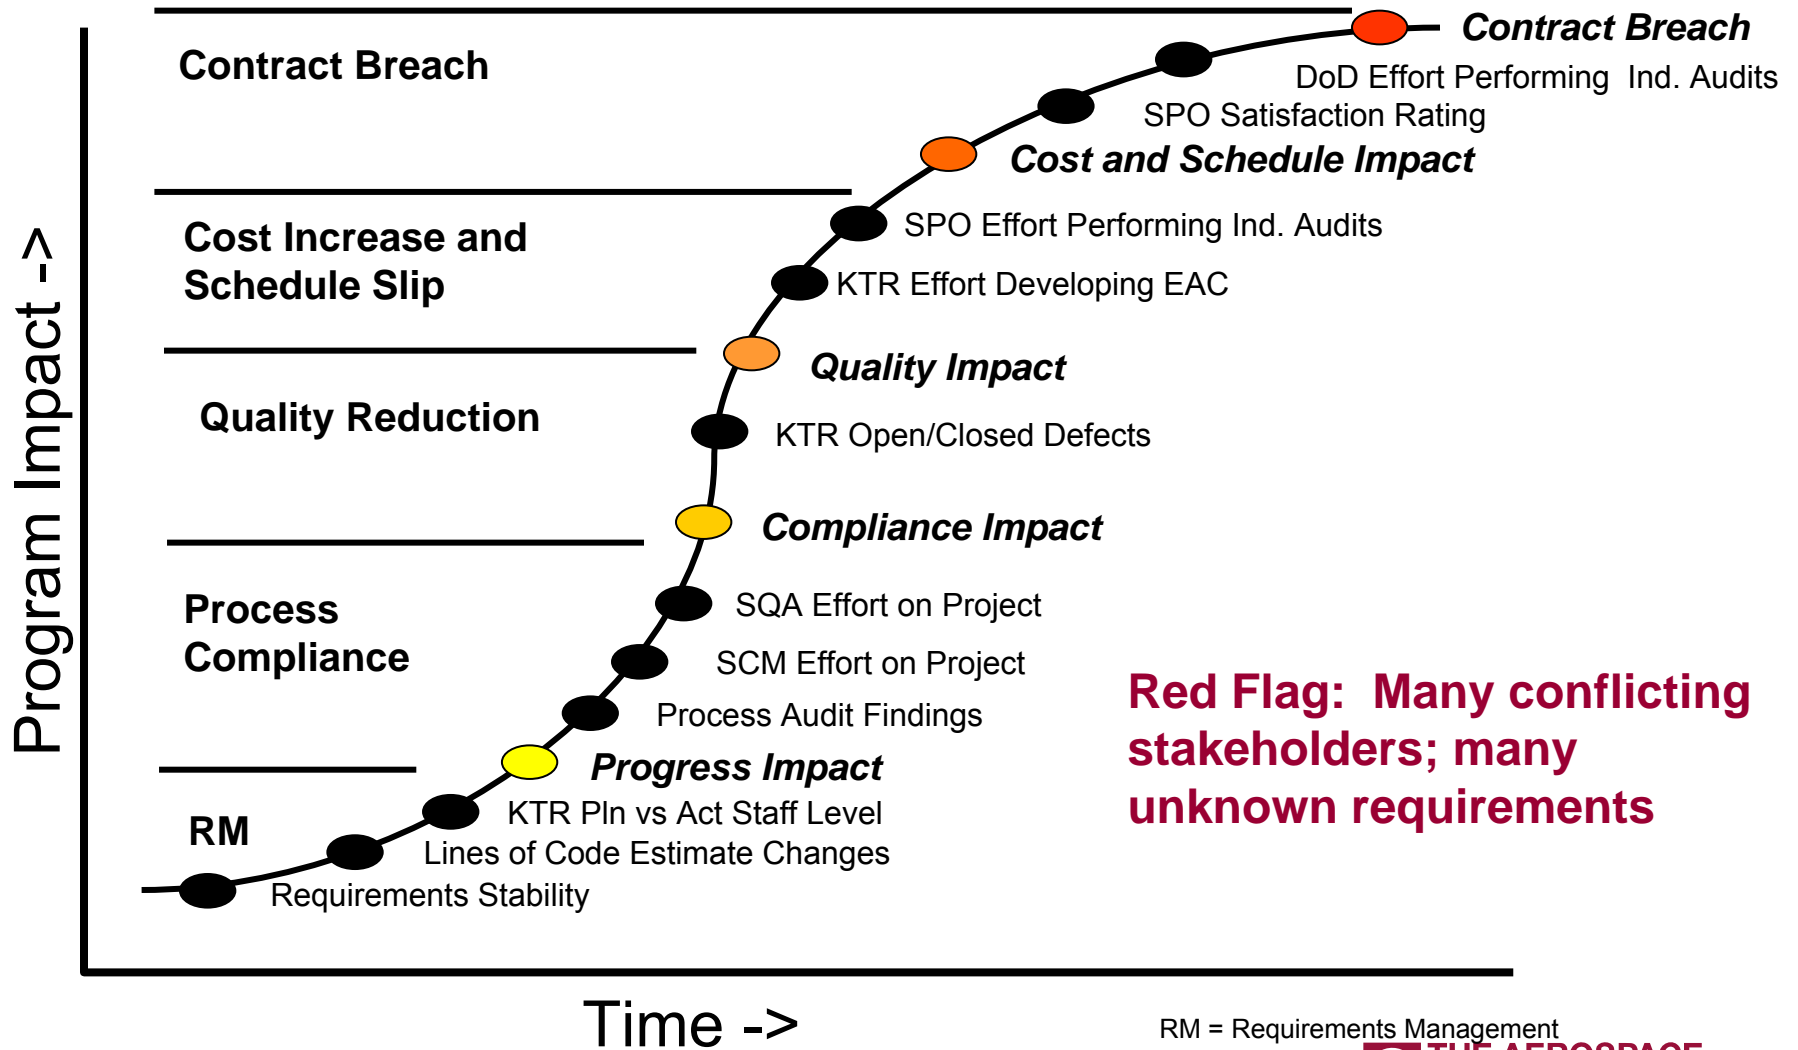 Contract Breach
Contract Breach
DoD Effort Performing Ind. Audits
SPO Satisfaction Rating
Cost and Schedule Impact
Cost Increase and
Schedule Slip
SPO Effort Performing Ind. Audits
KTR Effort Developing EAC
Quality Impact
Quality Reduction
KTR Open/Closed Defects
Compliance Impact
Process
Compliance
SQA Effort on Project
SCM Effort on Project
Process Audit Findings
Progress Impact
RM
KTR Pln vs Act Staff Level
Lines of Code Estimate Changes
Requirements Stability
Red Flag: Many conflicting
stakeholders; many
unknown requirements
Program Impact ->
Time ->
RM = Requirements Management
THE AEROSPACE